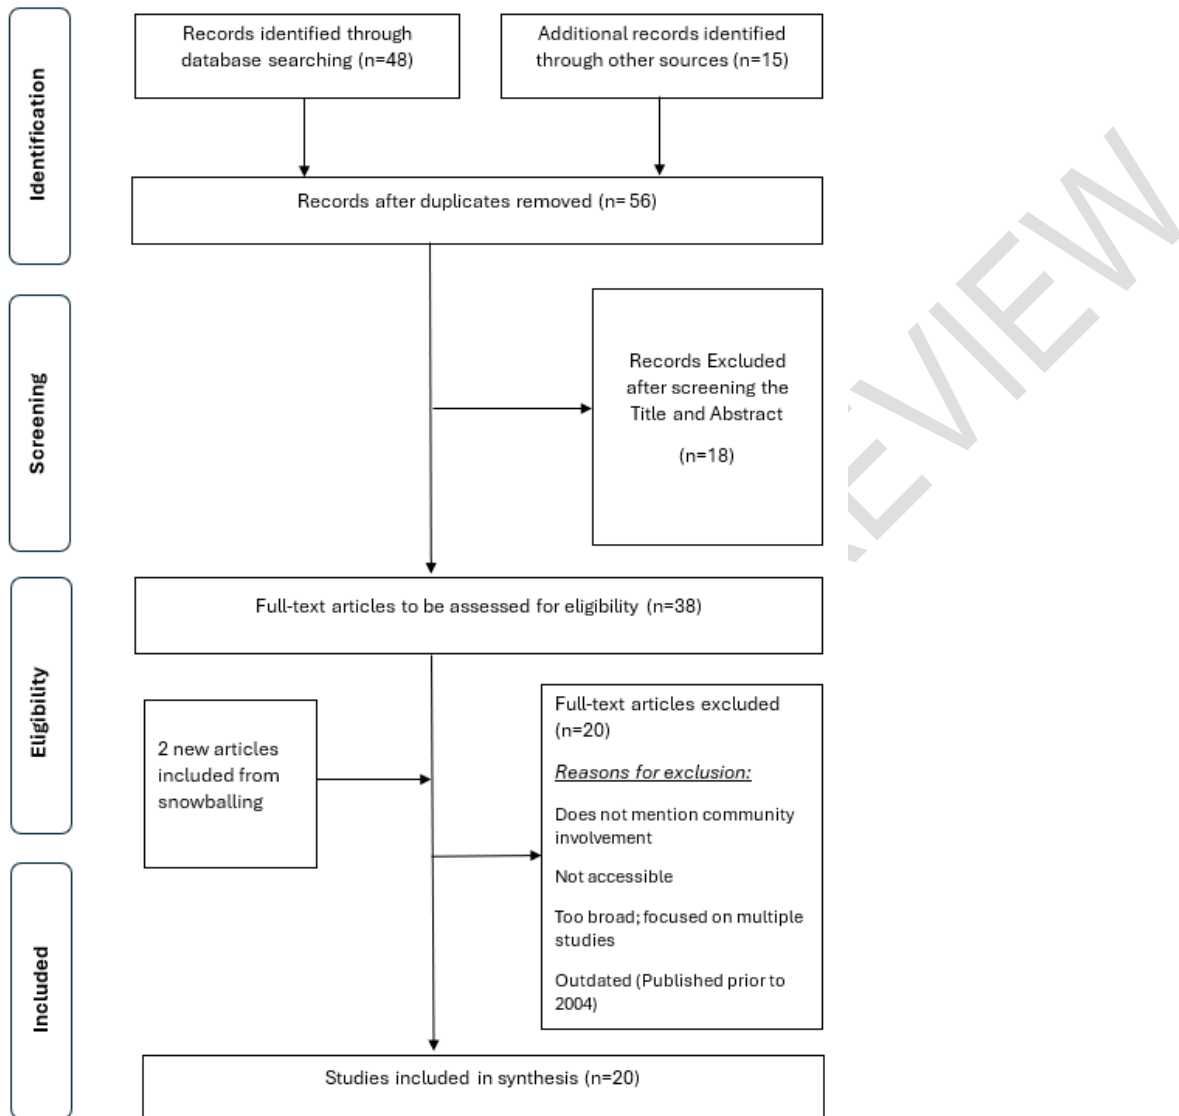 Identification
Records identified through
database searching (n=48)
Additional records identified
through other sources (n=15)
Records after duplicates removed (n= 56)
Screening
Records Excluded
after screening the
Title and Abstract
(n=18)
Eligibility
Full-text articles to be assessed for eligibility (n=38)
2 new articles
included from
snowballing
Full-text articles excluded
(n=20)
Reasons for exclusion:
Does not mention community
involvement
Not accessible
Too broad; focused on multiple
studies
Outdated (Published prior to
2004)
Included
Studies included in synthesis (n=20)
REVIEW